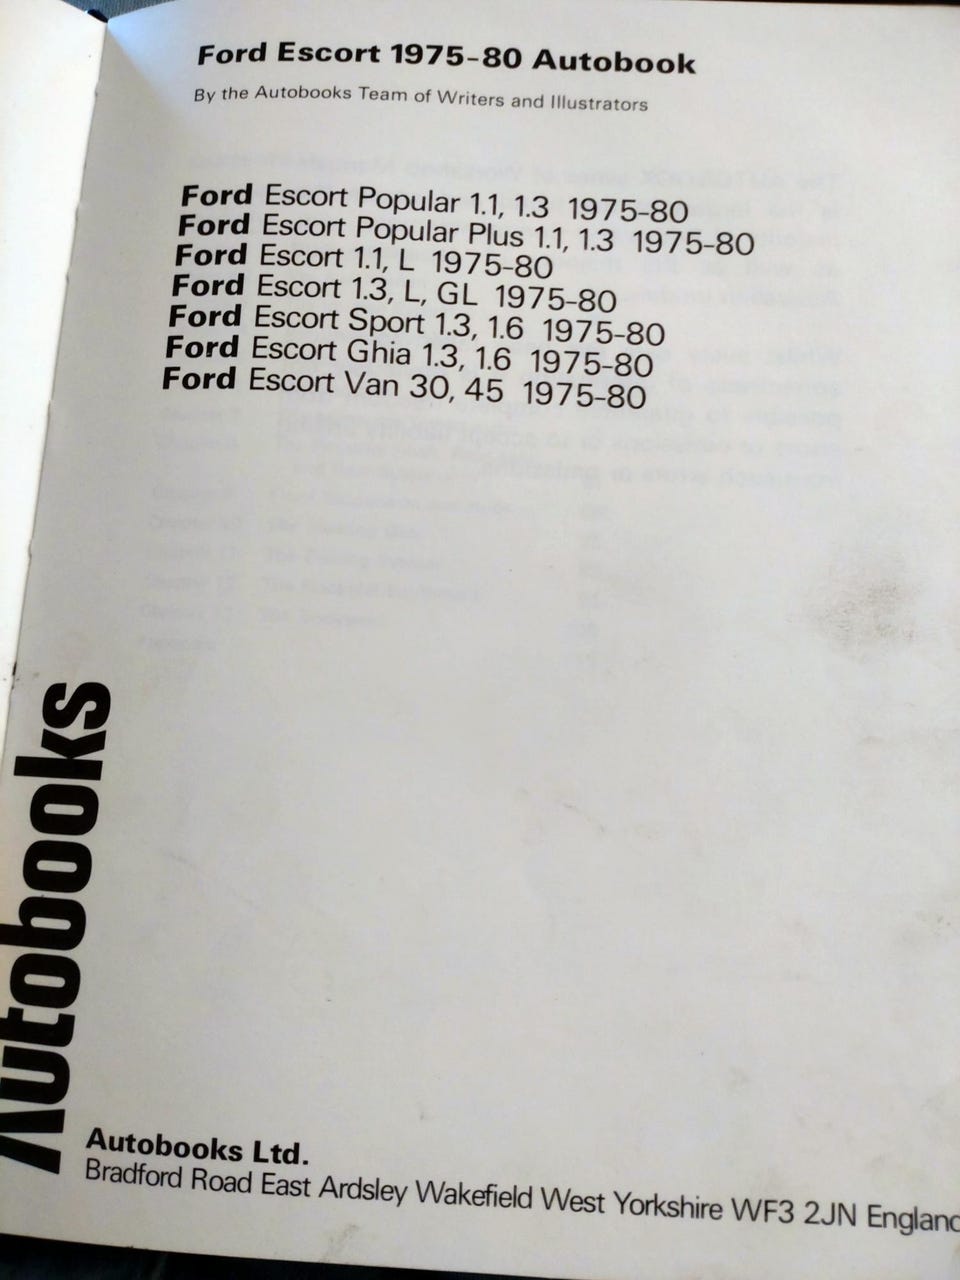 Ford Escort 1975-80 Autobook
By the Autobooks Team of Writers and Illustrators
Ford Escort Popular 1.1, 1.3 1975-80
Ford Escort Popular Plus 1.1, 1.3 1975-80
Ford Escort 1.1, L 1975-80
Ford Escort 1.3, L, GL 1975-80
Ford Escort Sport 1.3, 1.6 1975-80
Ford Escort Ghia 1.3, 1.6 1975-80
Ford Escort Van 30, 45 1975-80
Autobooks
Autobooks Ltd.
Bradford Road East Ardsley Wakefield West Yorkshire WF3 2JN England